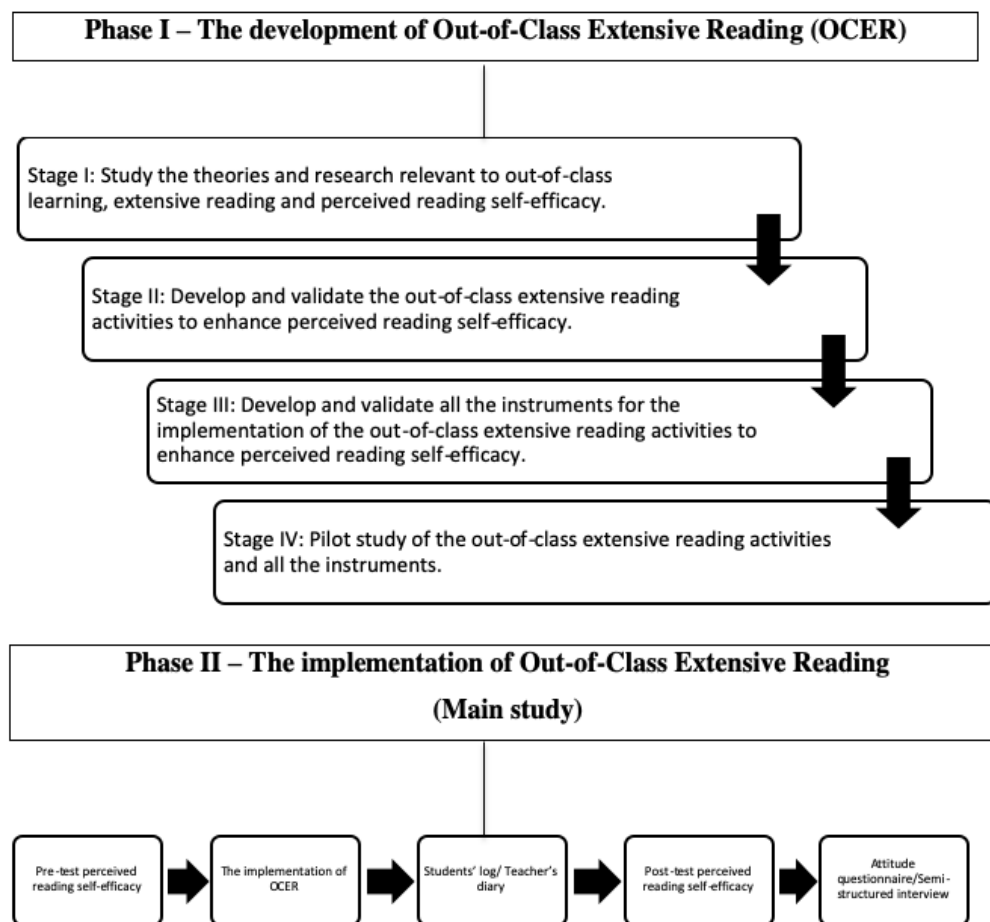 Phase I – The development of Out-of-Class Extensive Reading (OCER)
Stage I: Study the theories and research relevant to out-of-class
learning, extensive reading and perceived reading self-efficacy.
Stage II: Develop and validate the out-of-class extensive reading
activities to enhance perceived reading self-efficacy.
Stage III: Develop and validate all the instruments for the
implementation of the out-of-class extensive reading activities to
enhance perceived reading self-efficacy.
Stage IV: Pilot study of the out-of-class extensive reading activities
and all the instruments.
Phase II – The implementation of Out-of-Class Extensive Reading
(Main study)
Pre-test perceived
reading self-efficacy
The implementation of
OCER
Students' log/ Teacher's
diary
Post-test perceived
reading self-efficacy
Attitude
questionnaire/Semi-
structured interview